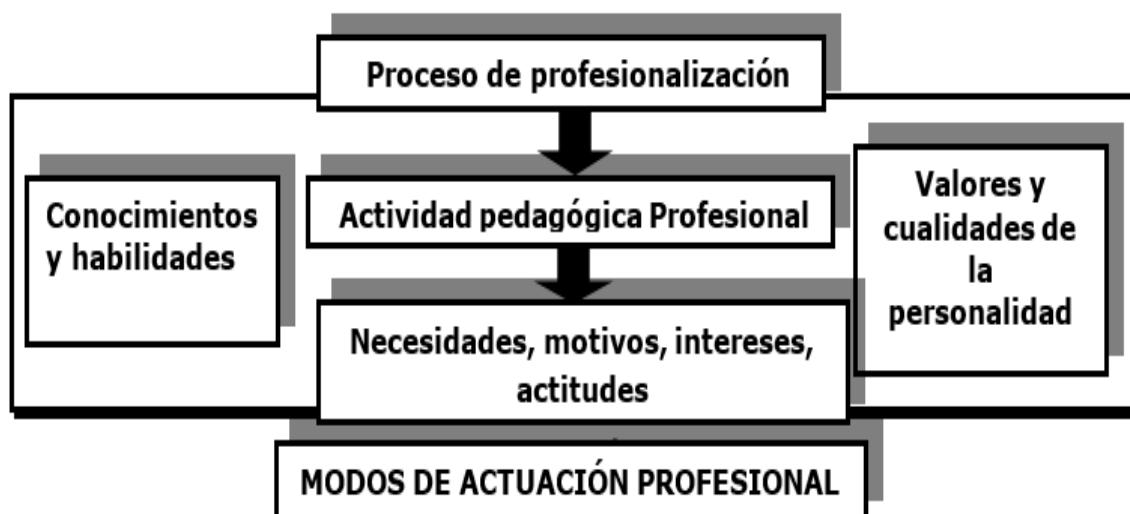 Proceso de profesionalización
Conocimientos
y habilidades
Actividad pedagógica Profesional
Valores y
cualidades de
la
personalidad
Necesidades, motivos, intereses,
actitudes
MODOS DE ACTUACIÓN PROFESIONAL